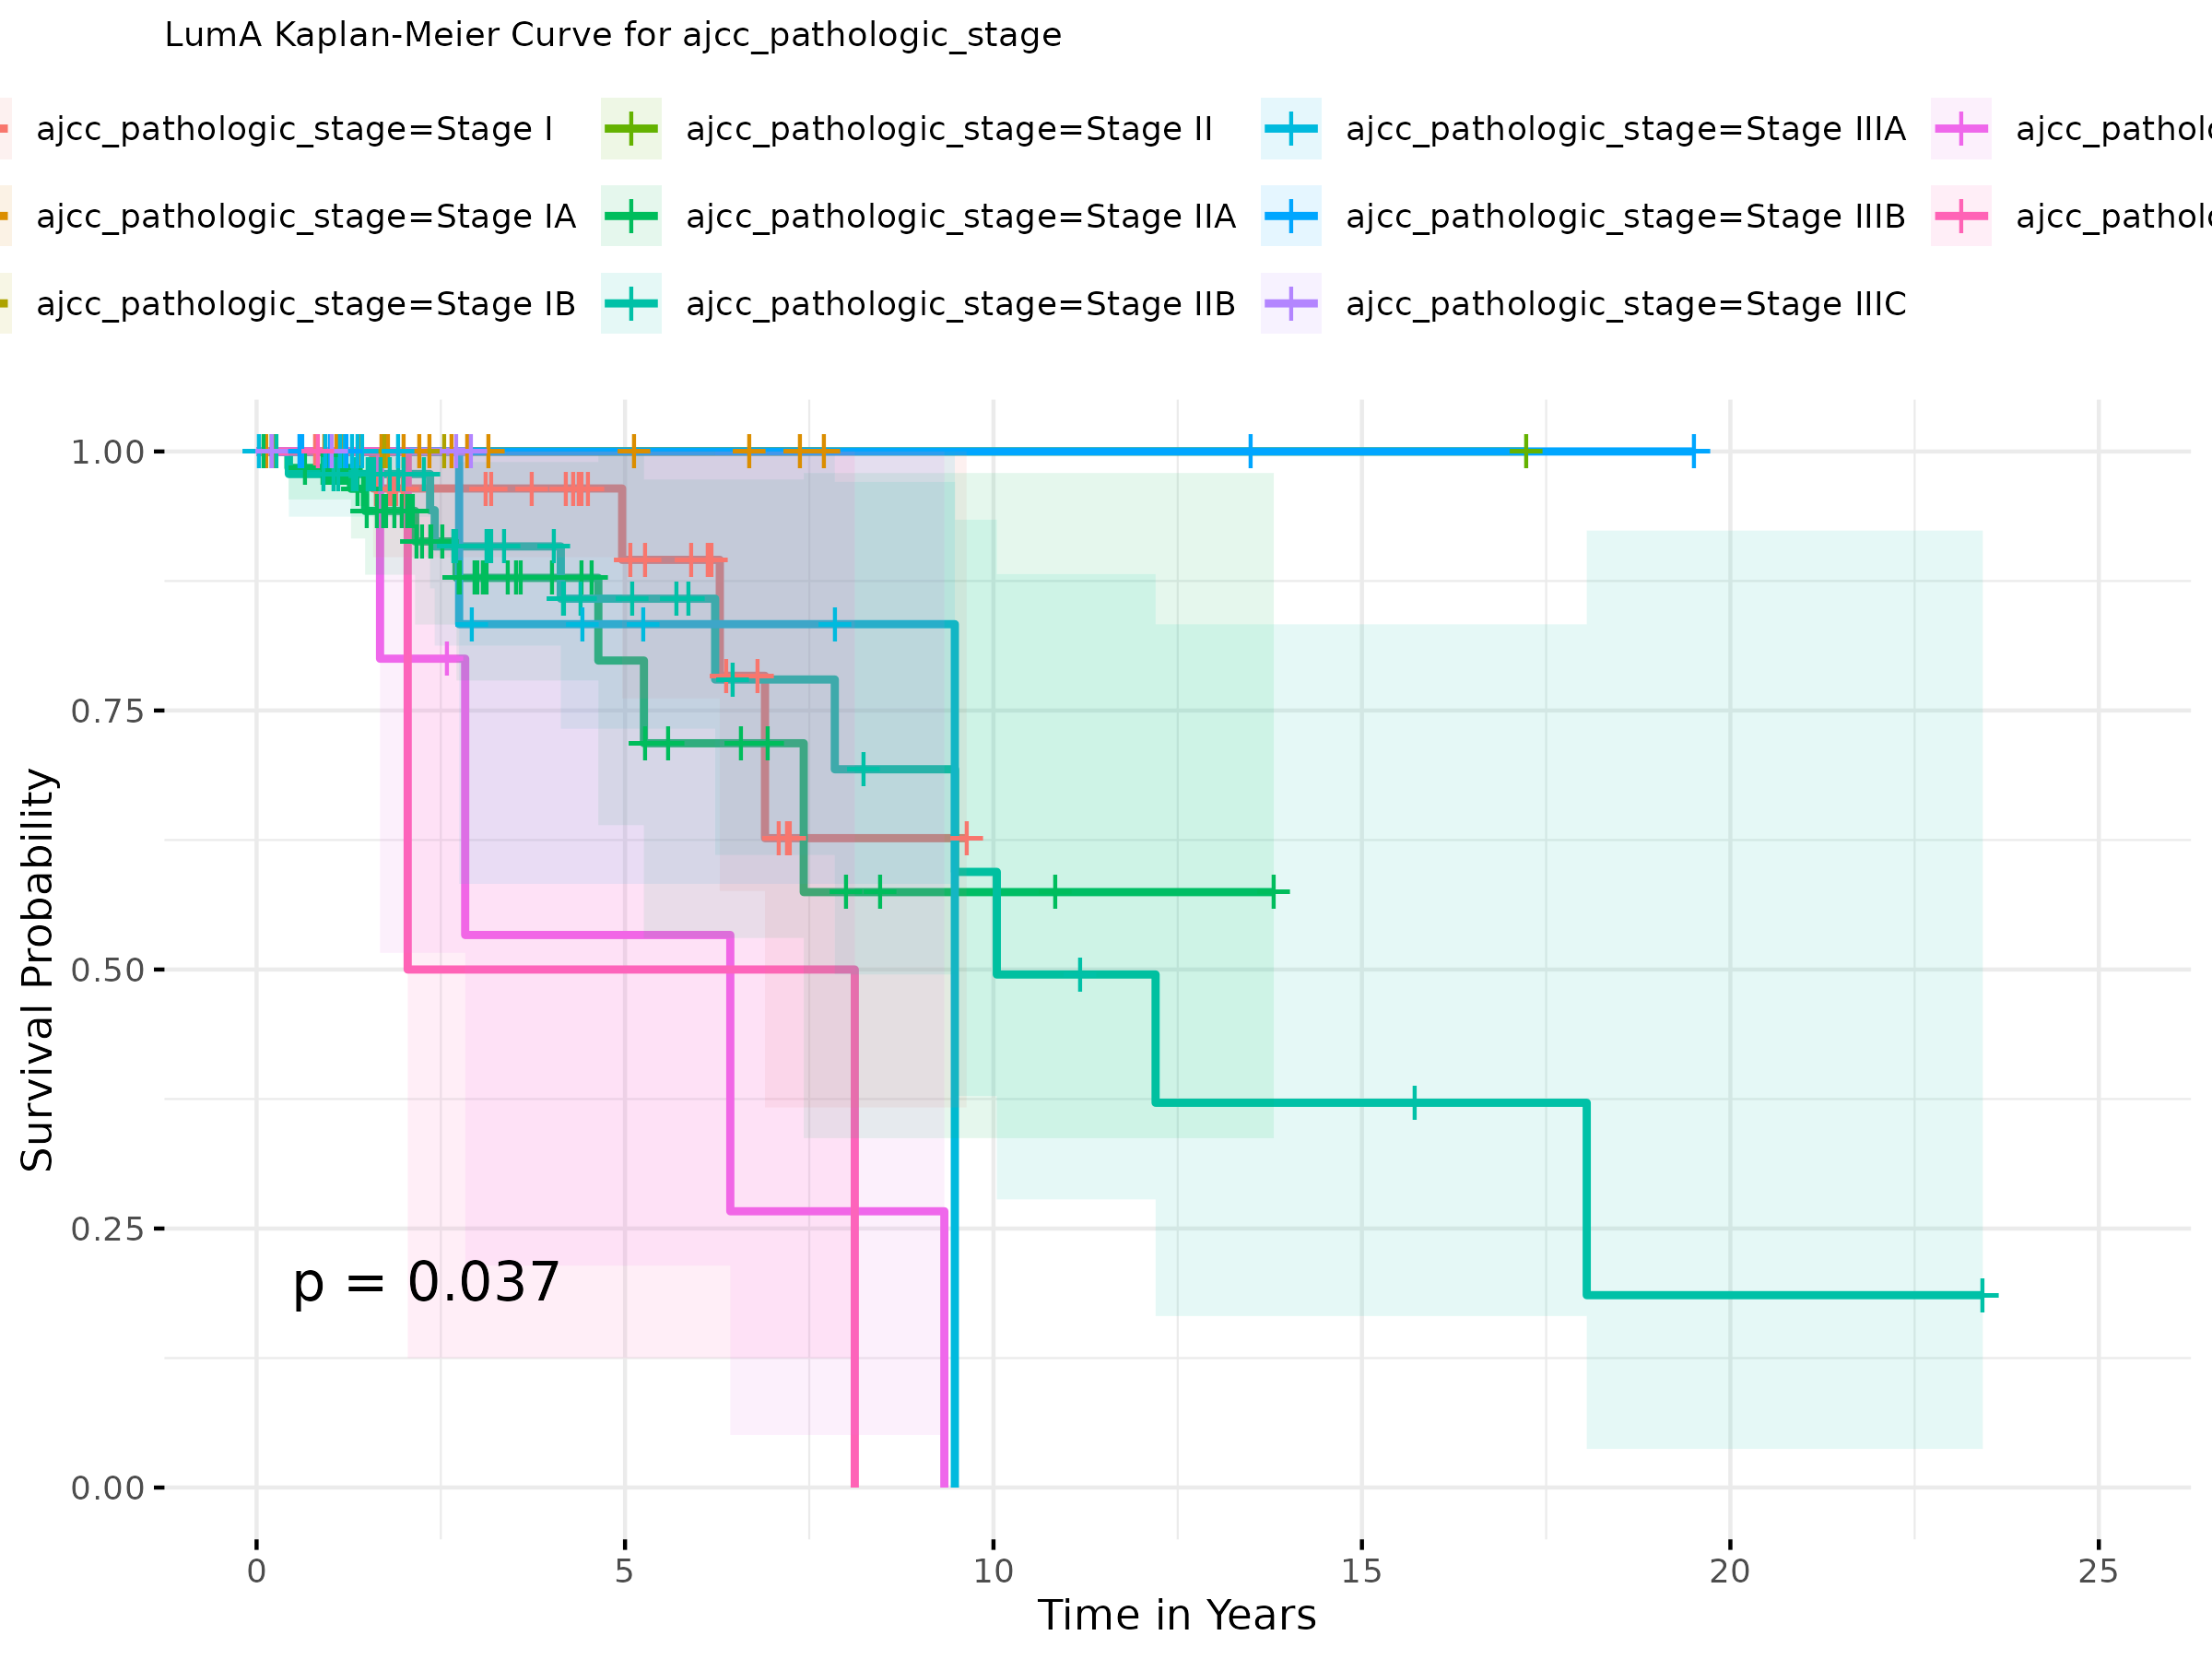 LumA Kaplan-Meier Curve for ajcc_pathologic_stage
ajcc_pathologic_stage=Stage I
ajcc_pathologic_stage=Stage II
ajcc_pathologic_stage=Stage IIIA
ajcc_pathologic_stage=Stage IA
ajcc_pathologic_stage=Stage IIA
ajcc_pathologic_stage=Stage IIIB
ajcc_pathologic_stage=Stage IB
ajcc_pathologic_stage=Stage IIB
ajcc_pathologic_stage=Stage IIIC
Survival Probability
1.00
0.75
0.50
0.25
0.00
p = 0.037
0 5 10 15 20 25
Time in Years